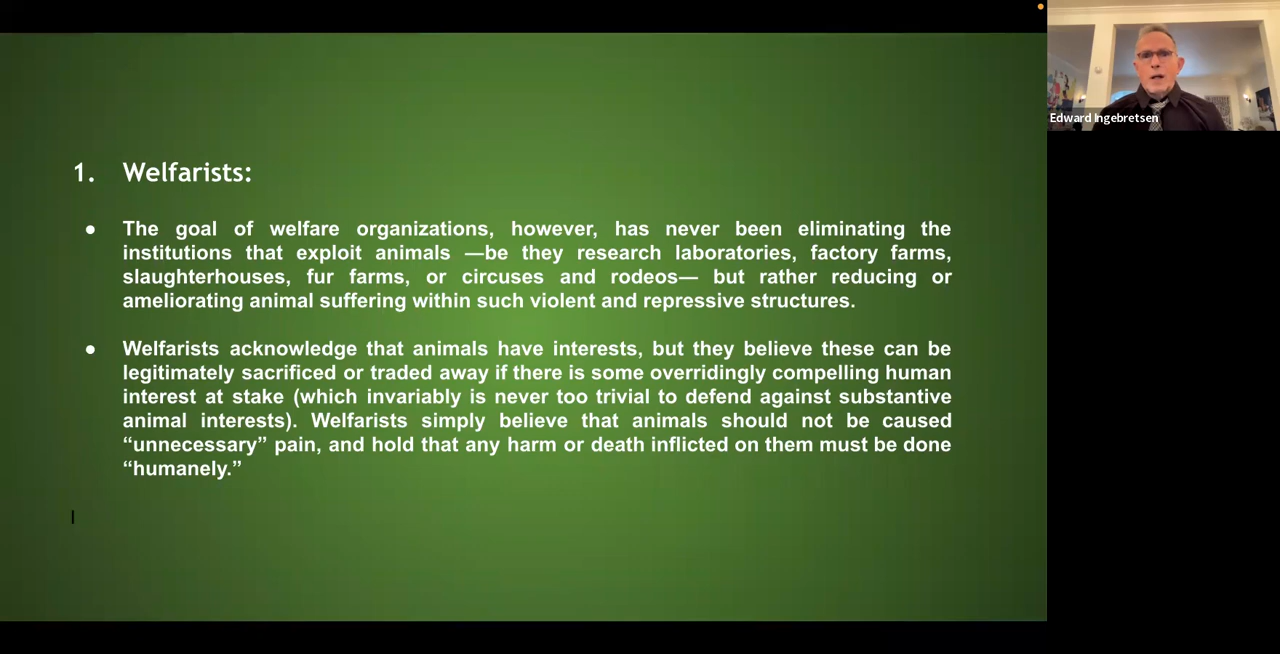 1. Welfarists:
● The goal of welfare organizations, however, has never been eliminating the
institutions that exploit animals —be they research laboratories, factory farms,
slaughterhouses, fur farms, or circuses and rodeos— but rather reducing or
ameliorating animal suffering within such violent and repressive structures.
● Welfarists acknowledge that animals have interests, but they believe these can be
legitimately sacrificed or traded away if there is some overridingly compelling human
interest at stake (which invariably is never too trivial to defend against substantive
animal interests). Welfarists simply believe that animals should not be caused
“unnecessary” pain, and hold that any harm or death inflicted on them must be done
“humanely.”
Edward Ingebretsen